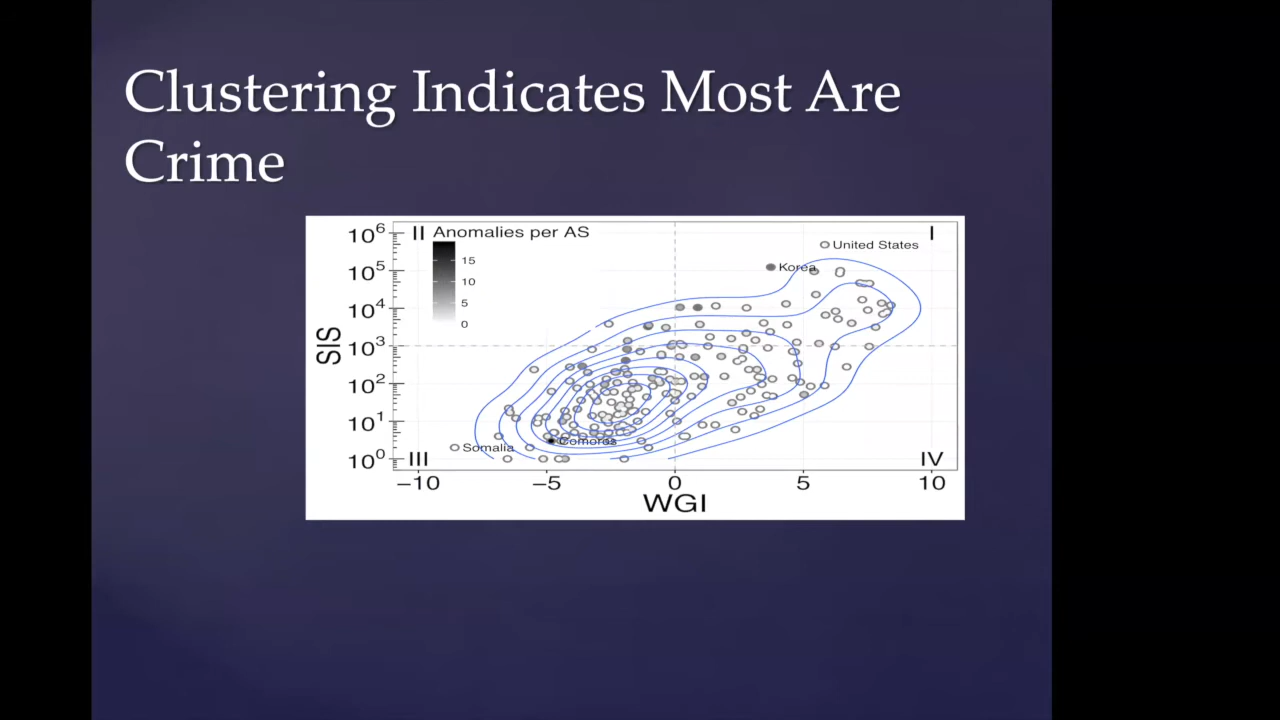 Clustering Indicates Most Are
Crime
10⁶
II
Anomalies per AS
I
United States
15
Korea
10⁵
10
5
10⁴
0
SIS
10³
10²
10¹
Comoros
Somalia
10⁰
III
IV
−10
−5
0
5
10
WGI